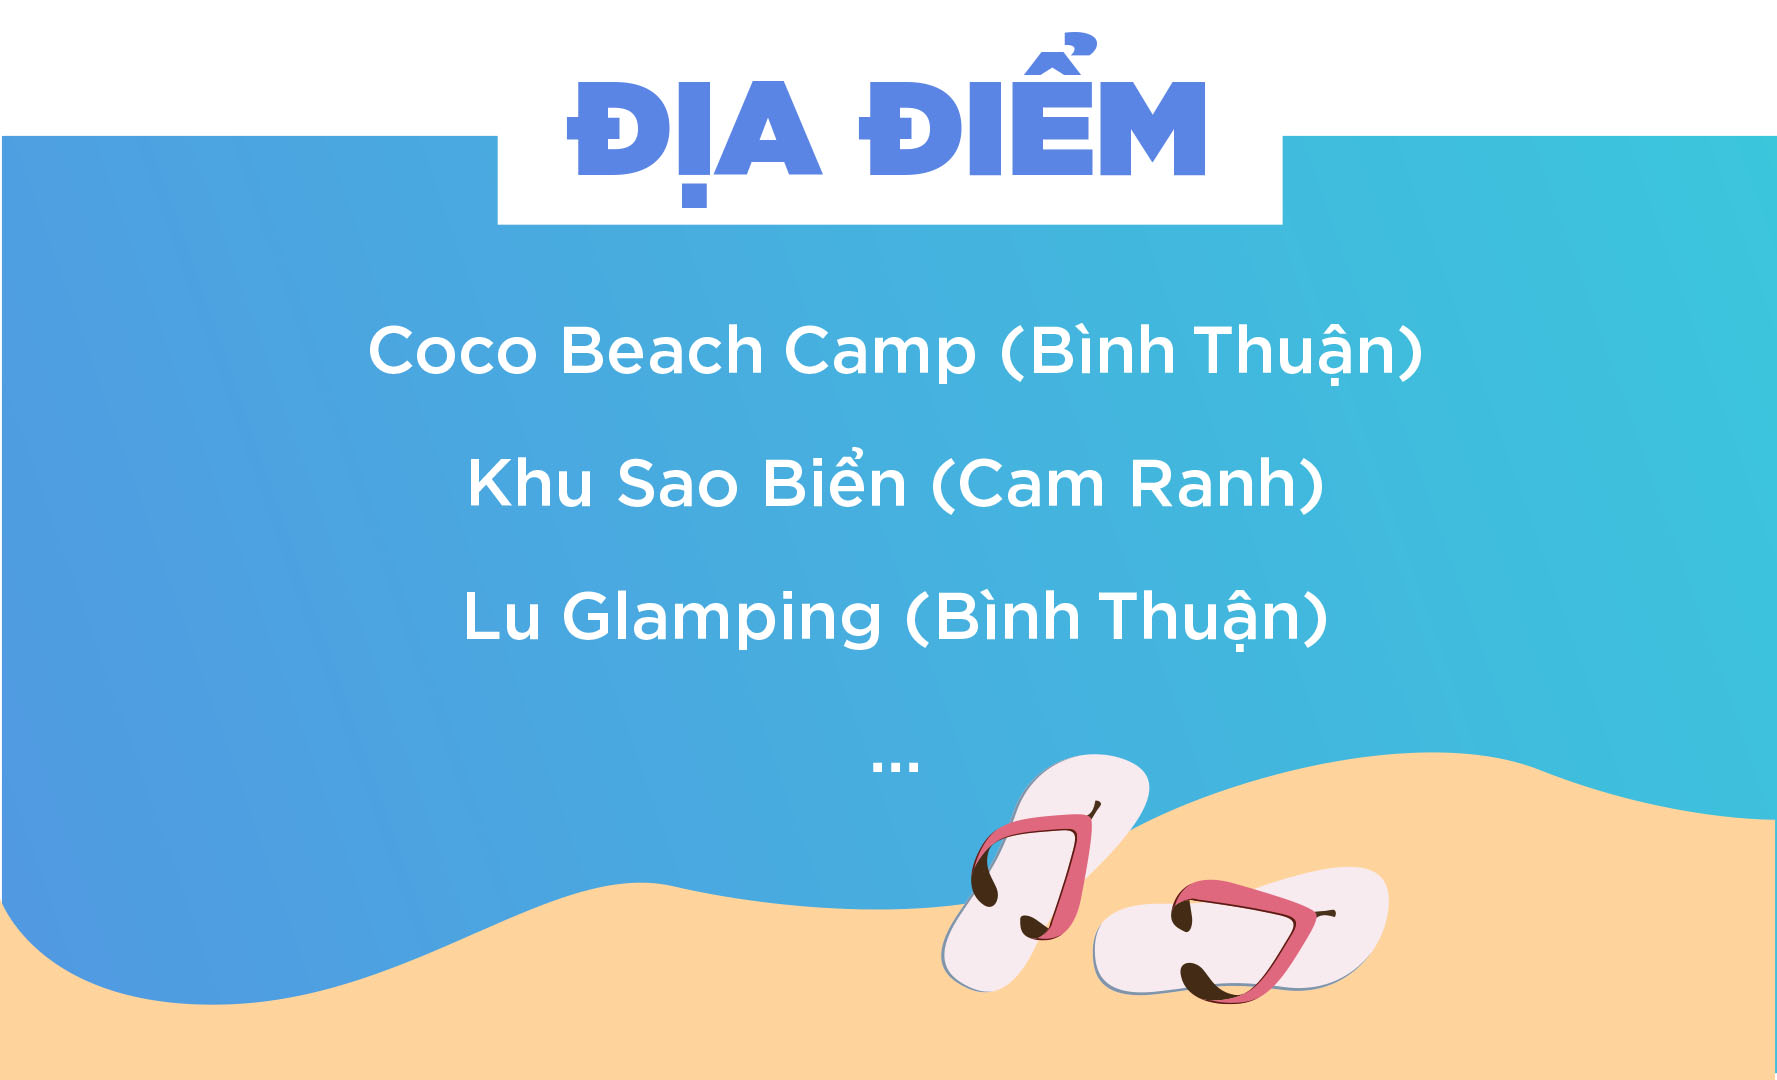 ĐỊA ĐIỂM
Coco Beach Camp (Bình Thuận)
Khu Sao Biển (Cam Ranh)
Lu Glamping (Bình Thuận)
...